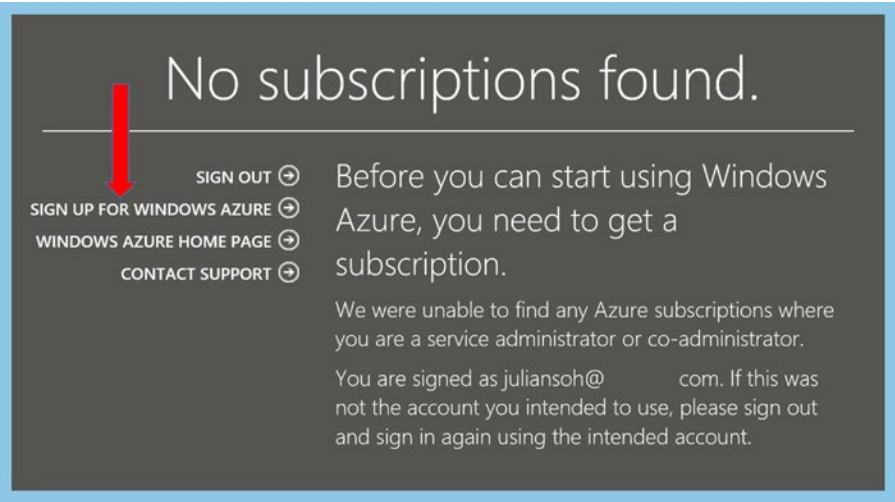 No subscriptions found.
SIGN OUT
SIGN UP FOR WINDOWS AZURE
WINDOWS AZURE HOME PAGE
CONTACT SUPPORT
Before you can start using Windows
Azure, you need to get a
subscription.
We were unable to find any Azure subscriptions where
you are a service administrator or co-administrator.
You are signed as juliansoh@ com. If this was
not the account you intended to use, please sign out
and sign in again using the intended account.